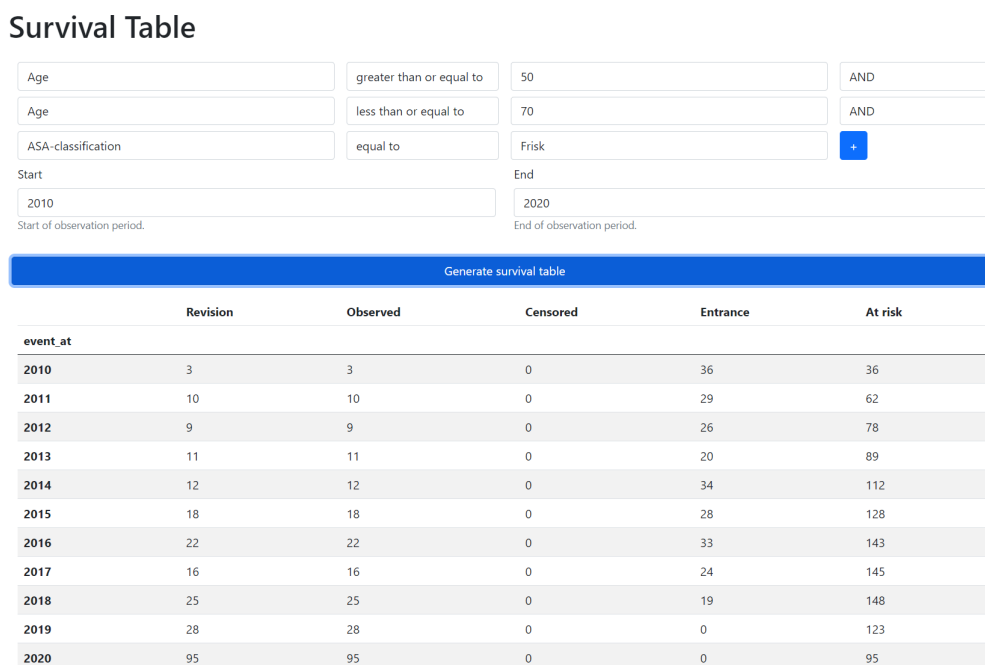 Survival Table
Age greater than or equal to 50 AND
Age less than or equal to 70 AND
ASA-classification equal to Frisk +
Start End
2010 2020
Start of observation period. End of observation period.
Generate survival table
Revision Observed Censored Entrance At risk
event_at
2010 3 3 0 36 36
2011 10 10 0 29 62
2012 9 9 0 26 78
2013 11 11 0 20 89
2014 12 12 0 34 112
2015 18 18 0 28 128
2016 22 22 0 33 143
2017 16 16 0 24 145
2018 25 25 0 19 148
2019 28 28 0 0 123
2020 95 95 0 0 95